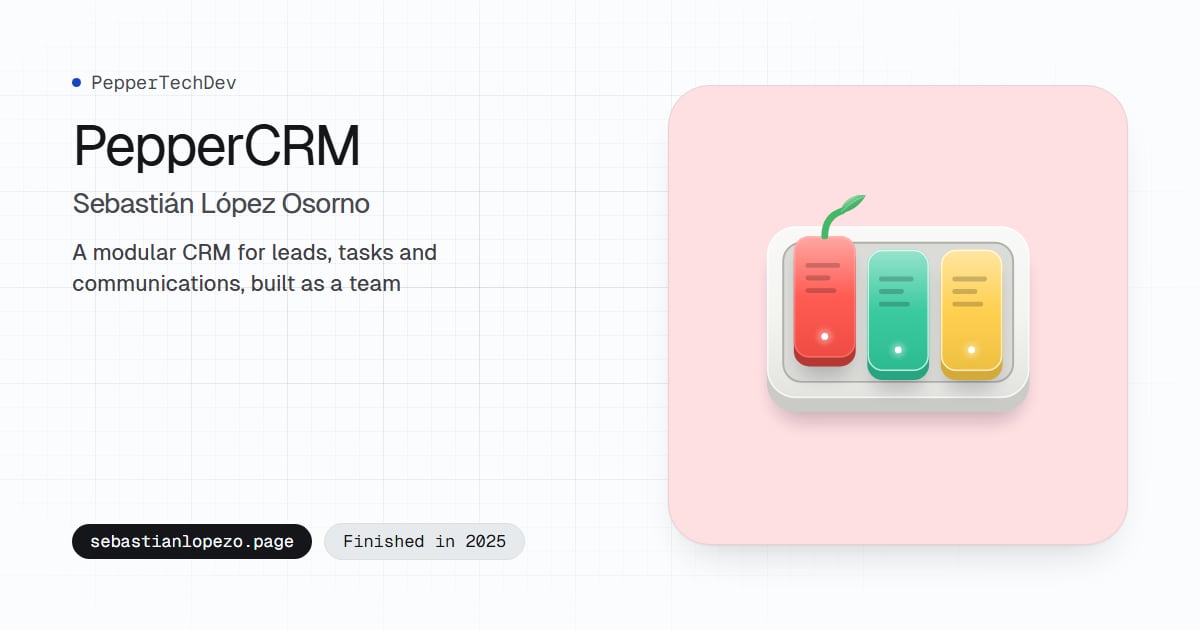 PepperTechDev
PepperCRM
Sebastián López Osorno
A modular CRM for leads, tasks and
communications, built as a team
sebastianlopezo.page
Finished in 2025